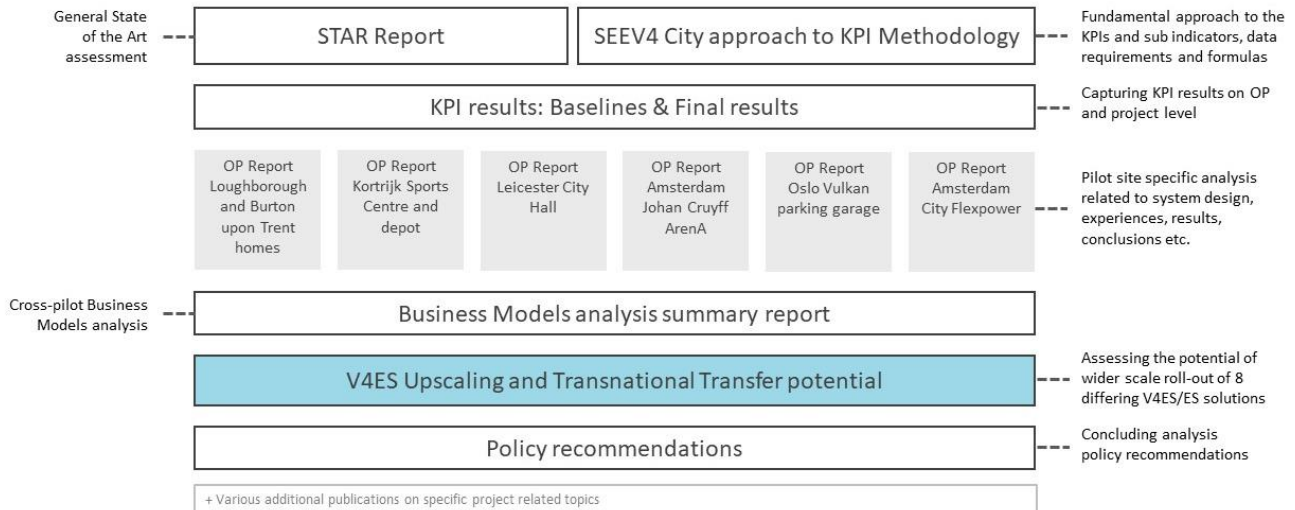 General State
of the Art
assessment
STAR Report
SEEV4 City approach to KPI Methodology
Fundamental approach to the
KPIs and sub indicators, data
requirements and formulas
KPI results: Baselines & Final results
Capturing KPI results on OP
and project level
OP Report
Loughborough
and Burton
upon Trent
homes
OP Report
Kortrijk Sports
Centre and
depot
OP Report
Leicester City
Hall
OP Report
Amsterdam
Johan Cruyff
ArenA
OP Report
Oslo Vulkan
parking garage
OP Report
Amsterdam
City Flexpower
Pilot site specific analysis
related to system design,
experiences, results,
conclusions etc.
Cross-pilot Business
Models analysis
Business Models analysis summary report
V4ES Upscaling and Transnational Transfer potential
Assessing the potential of
wider scale roll-out of 8
differing V4ES/ES solutions
Policy recommendations
Concluding analysis
policy recommendations
+ Various additional publications on specific project related topics